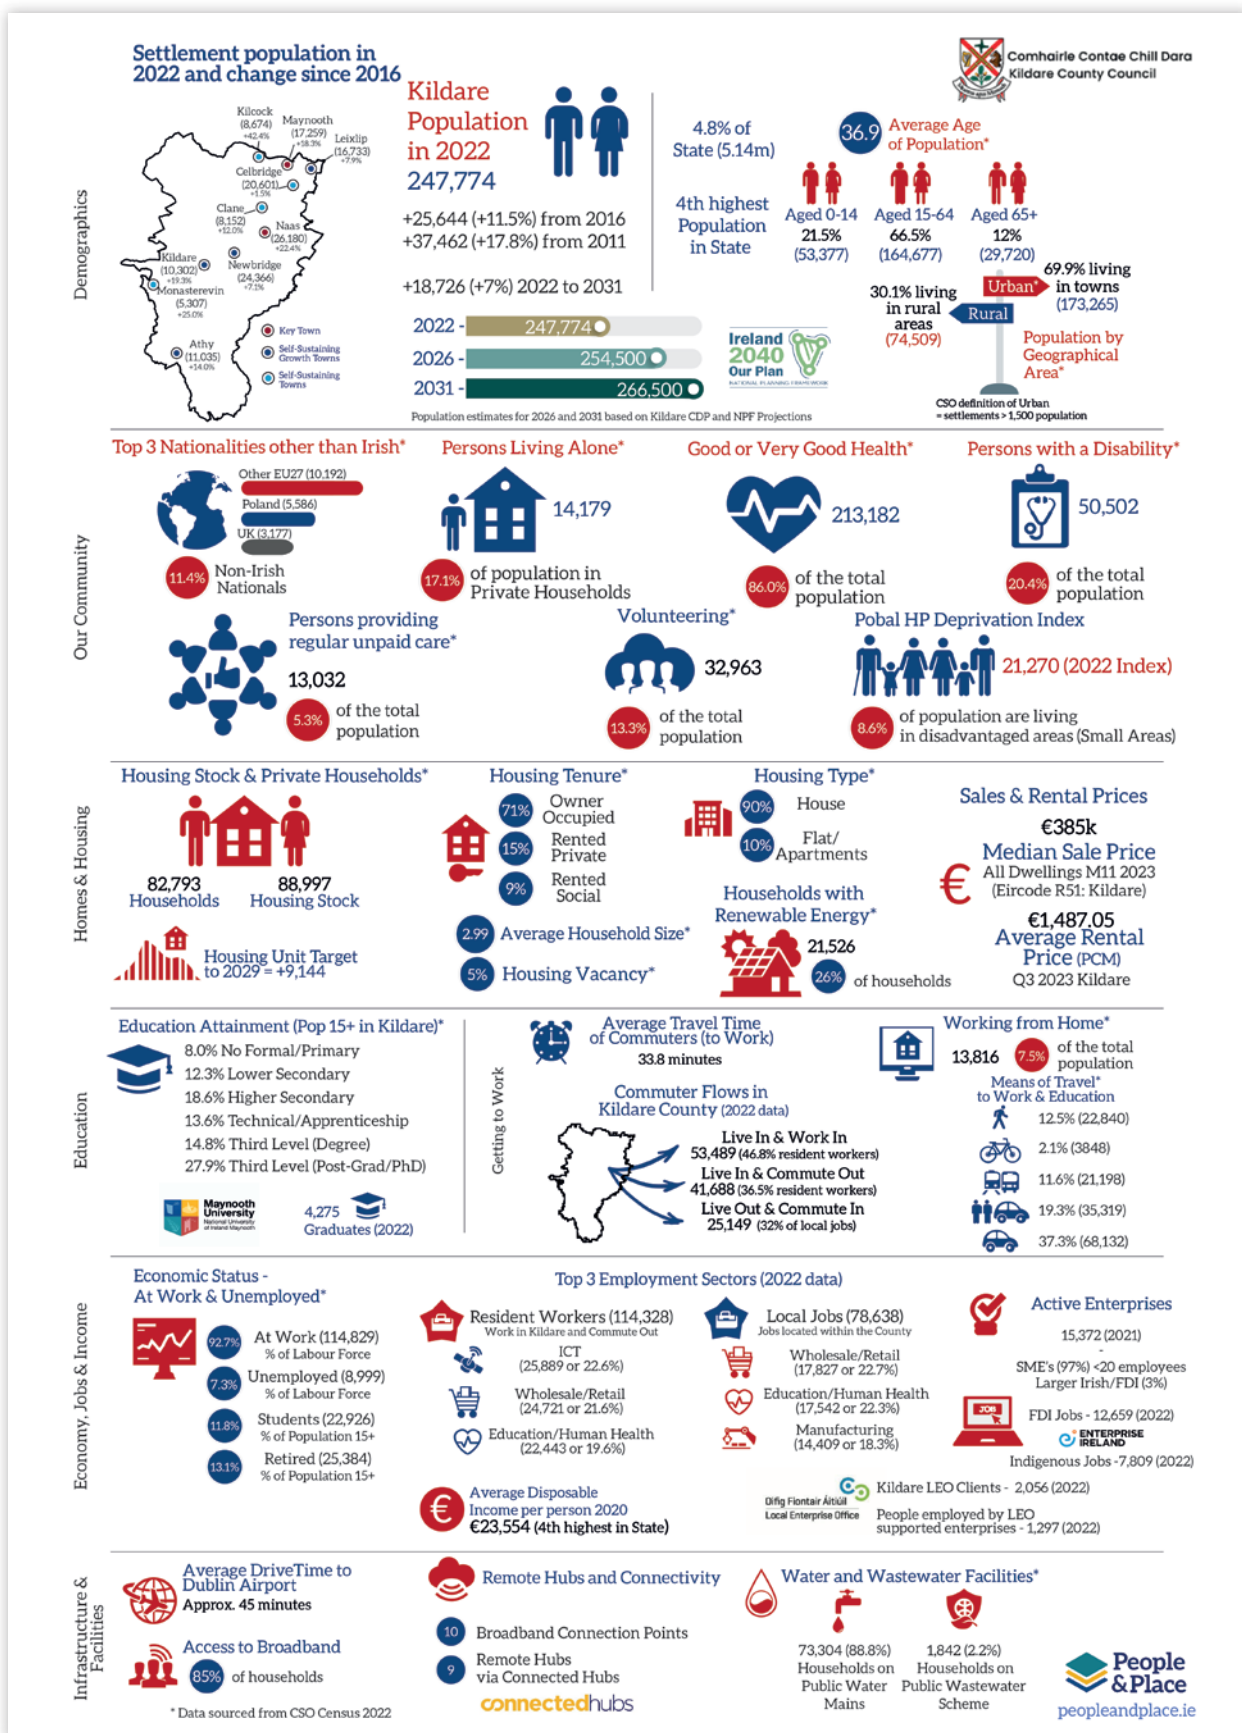 Settlement population in
2022 and change since 2016
Kilcock
(8,674)
+42.4%
Maynooth
(17,259)
+18.3%
Leixlip
(16,733)
+7.9%
Celbridge
(20,601)
+1.5%
Clane
(8,152)
+12.0%
Naas
(26,180)
+22.4%
Kildare
(10,302)
+19.3%
Newbridge
(24,366)
+7.1%
Monasterevin
(5,307)
+25.0%
Athy
(11,035)
+14.0%
Key Town
Self-Sustaining
Growth Towns
Self-Sustaining
Towns
Demographics
Kildare
Population
in 2022
247,774
+25,644 (+11.5%) from 2016
+37,462 (+17.8%) from 2011
+18,726 (+7%) 2022 to 2031
2022 - 247,774
2026 - 254,500
2031 - 266,500
Population estimates for 2026 and 2031 based on Kildare CDP and NPF Projections
Ireland
2040
Our Plan
NATIONAL PLANNING FRAMEWORK
Comhairle Contae Chill Dara
Kildare County Council
4.8% of
State (5.14m)
4th highest
Population
in State
36.9
Average Age
of Population*
Aged 0-14
21.5%
(53,377)
Aged 15-64
66.5%
(164,677)
Aged 65+
12%
(29,720)
Urban*
69.9% living
in towns
(173,265)
30.1% living
in rural
areas
(74,509)
Rural
Population by
Geographical
Area*
CSO definition of Urban
= settlements > 1,500 population
Our Community
Top 3 Nationalities other than Irish*
Other EU27 (10,192)
Poland (5,586)
UK (3,177)
11.4%
Non-Irish
Nationals
Persons Living Alone*
14,179
17.1%
of population in
Private Households
Good or Very Good Health*
213,182
86.0%
of the total
population
Persons with a Disability*
50,502
20.4%
of the total
population
Persons providing
regular unpaid care*
13,032
5.3%
of the total
population
Volunteering*
32,963
13.3%
of the total
population
Pobal HP Deprivation Index
21,270 (2022 Index)
8.6%
of population are living
in disadvantaged areas (Small Areas)
Homes & Housing
Housing Stock & Private Households*
82,793
Households
88,997
Housing Stock
Housing Unit Target
to 2029 = +9,144
Housing Tenure*
71%
Owner
Occupied
15%
Rented
Private
9%
Rented
Social
2.99
Average Household Size*
5%
Housing Vacancy*
Housing Type*
90%
House
10%
Flat/
Apartments
Households with
Renewable Energy*
21,526
26%
of households
Sales & Rental Prices
€385k
Median Sale Price
All Dwellings M11 2023
(Eircode R51: Kildare)
€
€1,487.05
Average Rental
Price (PCM)
Q3 2023 Kildare
Education
Education Attainment (Pop 15+ in Kildare)*
8.0% No Formal/Primary
12.3% Lower Secondary
18.6% Higher Secondary
13.6% Technical/Apprenticeship
14.8% Third Level (Degree)
27.9% Third Level (Post-Grad/PhD)
Maynooth
University
National University
of Ireland Maynooth
4,275
Graduates (2022)
Getting to Work
Average Travel Time
of Commuters (to Work)
33.8 minutes
Commuter Flows in
Kildare County (2022 data)
Live In & Work In
53,489 (46.8% resident workers)
Live In & Commute Out
41,688 (36.5% resident workers)
Live Out & Commute In
25,149 (32% of local jobs)
Working from Home*
13,816
7.5%
of the total
population
Means of Travel*
to Work & Education
12.5% (22,840)
2.1% (3848)
11.6% (21,198)
19.3% (35,319)
37.3% (68,132)
Economy, Jobs & Income
Economic Status -
At Work & Unemployed*
92.7%
At Work (114,829)
% of Labour Force
7.3%
Unemployed (8,999)
% of Labour Force
11.8%
Students (22,926)
% of Population 15+
13.1%
Retired (25,384)
% of Population 15+
Top 3 Employment Sectors (2022 data)
Resident Workers (114,328)
Work in Kildare and Commute Out
ICT
(25,889 or 22.6%)
Wholesale/Retail
(24,721 or 21.6%)
Education/Human Health
(22,443 or 19.6%)
Local Jobs (78,638)
Jobs located within the County
Wholesale/Retail
(17,827 or 22.7%)
Education/Human Health
(17,542 or 22.3%)
Manufacturing
(14,409 or 18.3%)
€
Average Disposable
Income per person 2020
€23,554 (4th highest in State)
Active Enterprises
15,372 (2021)
-
SME's (97%) <20 employees
Larger Irish/FDI (3%)
JOB
FDI Jobs - 12,659 (2022)
ENTERPRISE
IRELAND
Indigenous Jobs -7,809 (2022)
Oifig Fiontair Áitiúil
Local Enterprise Office
Kildare LEO Clients - 2,056 (2022)
People employed by LEO
supported enterprises - 1,297 (2022)
Infrastructure &
Facilities
Average DriveTime to
Dublin Airport
Approx. 45 minutes
Access to Broadband
85%
of households
* Data sourced from CSO Census 2022
Remote Hubs and Connectivity
10
Broadband Connection Points
9
Remote Hubs
via Connected Hubs
connectedhubs
Water and Wastewater Facilities*
73,304 (88.8%)
Households on
Public Water
Mains
1,842 (2.2%)
Households on
Public Wastewater
Scheme
People
&Place
peopleandplace.ie